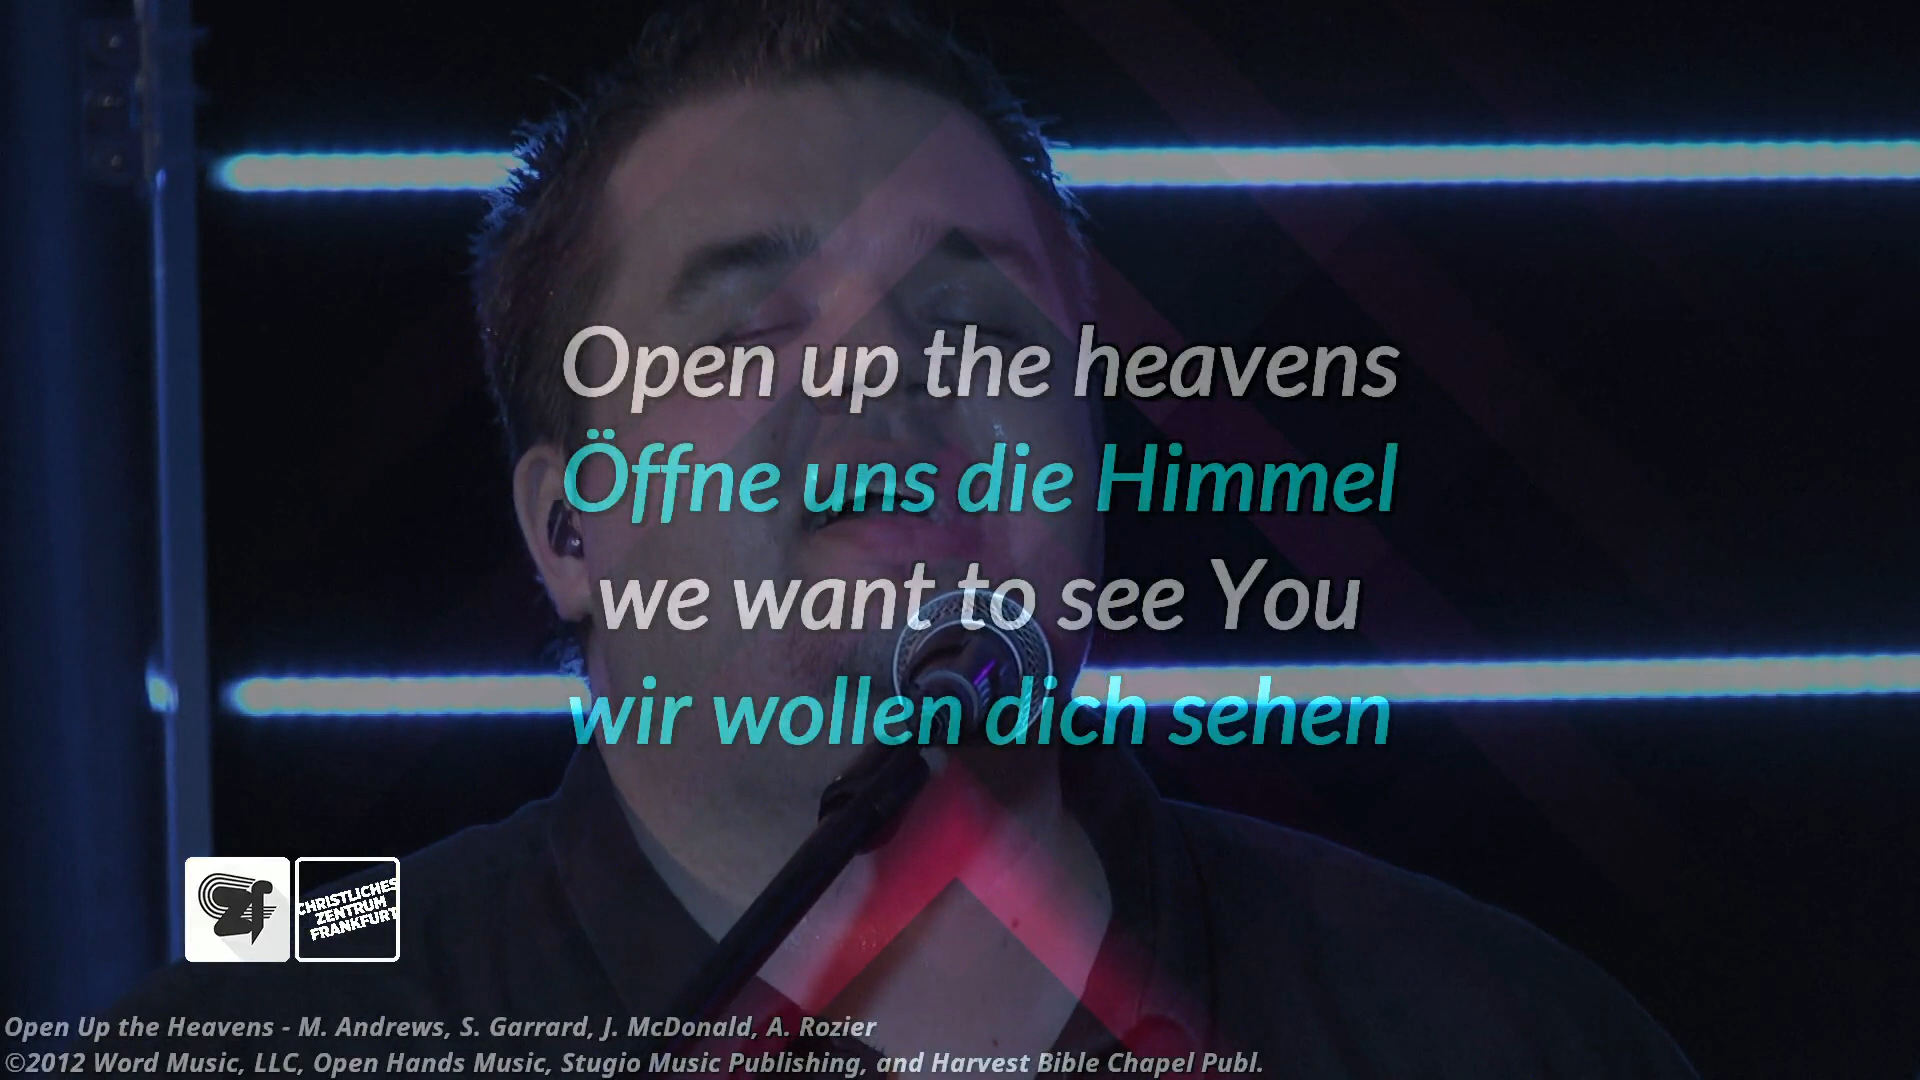 Open up the heavens
Öffne uns die Himmel
we want to see You
wir wollen dich sehen
CHRISTLICHES
ZENTRUM
FRANKFURT
Open Up the Heavens - M. Andrews, S. Garrard, J. McDonald, A. Rozier
©2012 Word Music, LLC, Open Hands Music, Stugio Music Publishing, and Harvest Bible Chapel Publ.